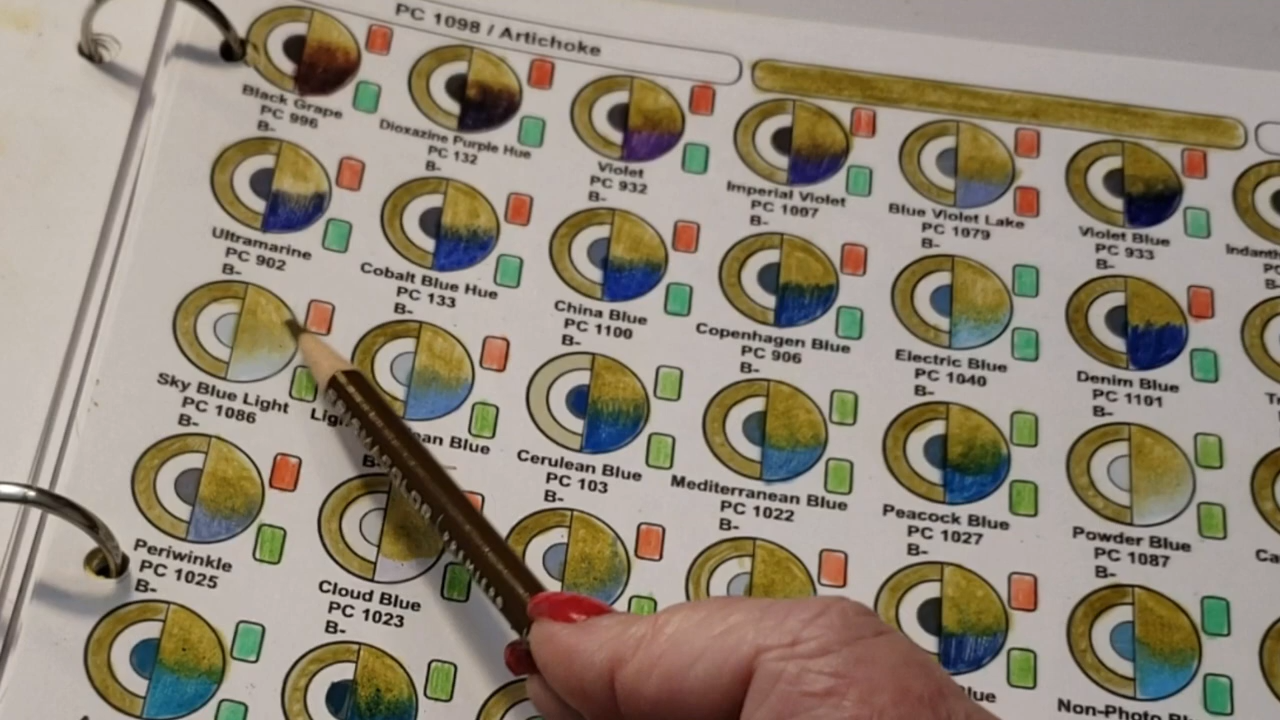 PC 1098 / Artichoke
Black Grape
PC 996
B-
Dioxazine Purple Hue
PC 132
B-
Violet
PC 932
B-
Imperial Violet
PC 1007
B-
Blue Violet Lake
PC 1079
B-
Violet Blue
PC 933
B-
Ultramarine
PC 902
B-
Cobalt Blue Hue
PC 133
B-
China Blue
PC 1100
B-
Copenhagen Blue
PC 906
B-
Electric Blue
PC 1040
B-
Denim Blue
PC 1101
B-
Sky Blue Light
PC 1086
B-
Blue
B-
Cerulean Blue
PC 103
B-
Mediterranean Blue
PC 1022
B-
Peacock Blue
PC 1027
B-
Powder Blue
PC 1087
B-
Periwinkle
PC 1025
B-
Cloud Blue
PC 1023
B-